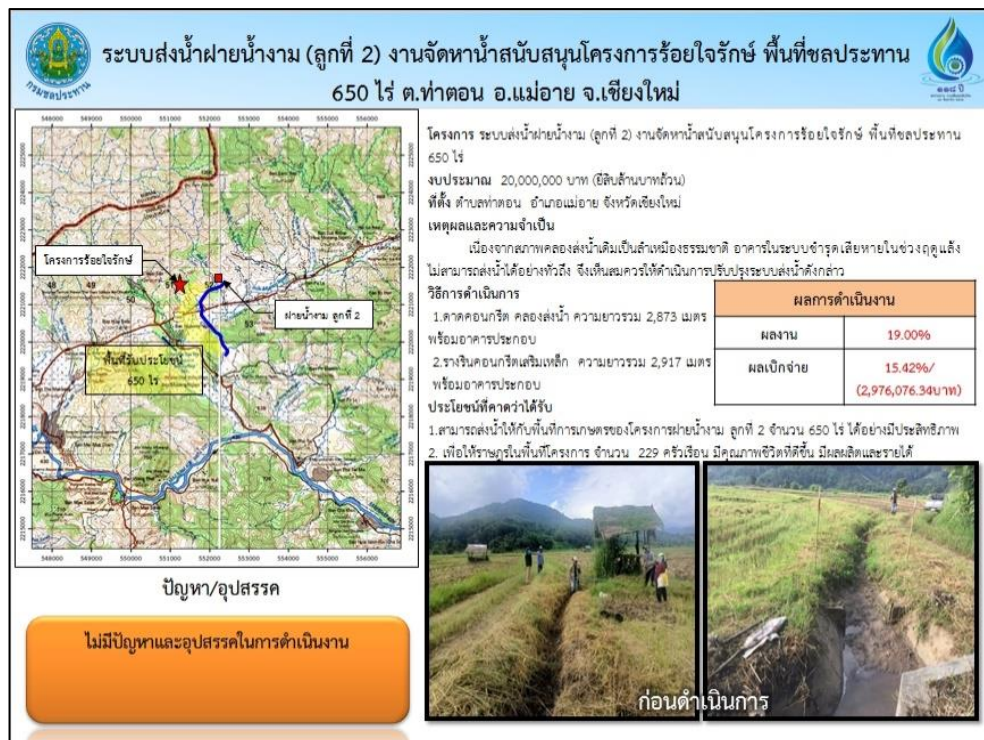 ระบบส่งน้ำฝายน้ำงาม (ลูกที่ 2) งานจัดหาน้ำสนับสนุนโครงการร้อยใจรักษ์ พื้นที่ชลประทาน
650 ไร่ ต.ท่าตอน อ.แม่อาย จ.เชียงใหม่
กรมชลประทาน
๑๑๘ ปี
โครงการร้อยใจรักษ์
ฝายน้ำงาม ลูกที่ 2
พื้นที่รับประโยชน์
650 ไร่
548000 549000 550000 551000 552000 553000 554000 555000 556000
ปัญหา/อุปสรรค
ไม่มีปัญหาและอุปสรรคในการดำเนินงาน
โครงการ ระบบส่งน้ำฝายน้ำงาม (ลูกที่ 2) งานจัดหาน้ำสนับสนุนโครงการร้อยใจรักษ์ พื้นที่ชลประทาน
650 ไร่
งบประมาณ 20,000,000 บาท (ยี่สิบล้านบาทถ้วน)
ที่ตั้ง ตำบลท่าตอน อำเภอแม่อาย จังหวัดเชียงใหม่
เหตุผลและความจำเป็น
เนื่องจากสภาพคลองส่งน้ำเดิมเป็นลำเหมืองธรรมชาติ อาคารในระบบชำรุดเสียหายในช่วงฤดูแล้ง
ไม่สามารถส่งน้ำได้อย่างทั่วถึง จึงเห็นสมควรให้ดำเนินการปรับปรุงระบบส่งน้ำดังกล่าว
วิธีการดำเนินการ
1.ดาดคอนกรีต คลองส่งน้ำ ความยาวรวม 2,873 เมตร
พร้อมอาคารประกอบ
2.รางรินคอนกรีตเสริมเหล็ก ความยาวรวม 2,917 เมตร
พร้อมอาคารประกอบ
ผลการดำเนินงาน
ผลงาน 19.00%
ผลเบิกจ่าย 15.42%/
(2,976,076.34บาท)
ประโยชน์ที่คาดว่าได้รับ
1.สามารถส่งน้ำให้กับพื้นที่การเกษตรของโครงการฝายน้ำงาม ลูกที่ 2 จำนวน 650 ไร่ ได้อย่างมีประสิทธิภาพ
2. เพื่อให้ราษฎรในพื้นที่โครงการ จำนวน 229 ครัวเรือน มีคุณภาพชีวิตที่ดีขึ้น มีผลผลิตและรายได้
ก่อนดำเนินการ